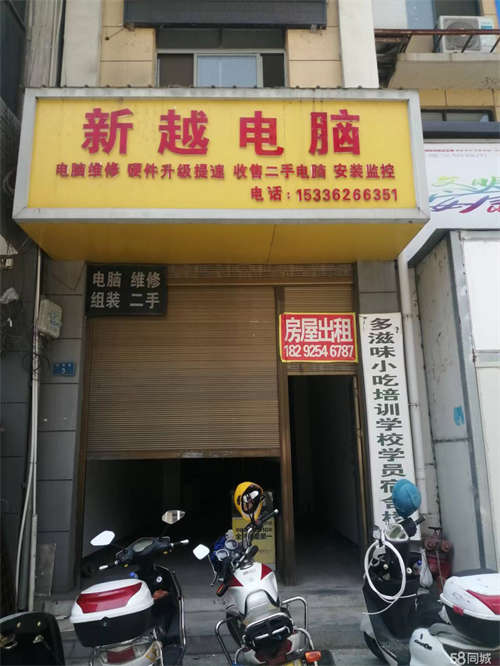 新越电脑
电脑维修 硬件升级提速 收售二手电脑 安装监控
电话:15336266351
电脑 维修
组装 二手
房屋出租
182 9254 6787
多滋味小吃培训学校学员宿舍楼
58同城